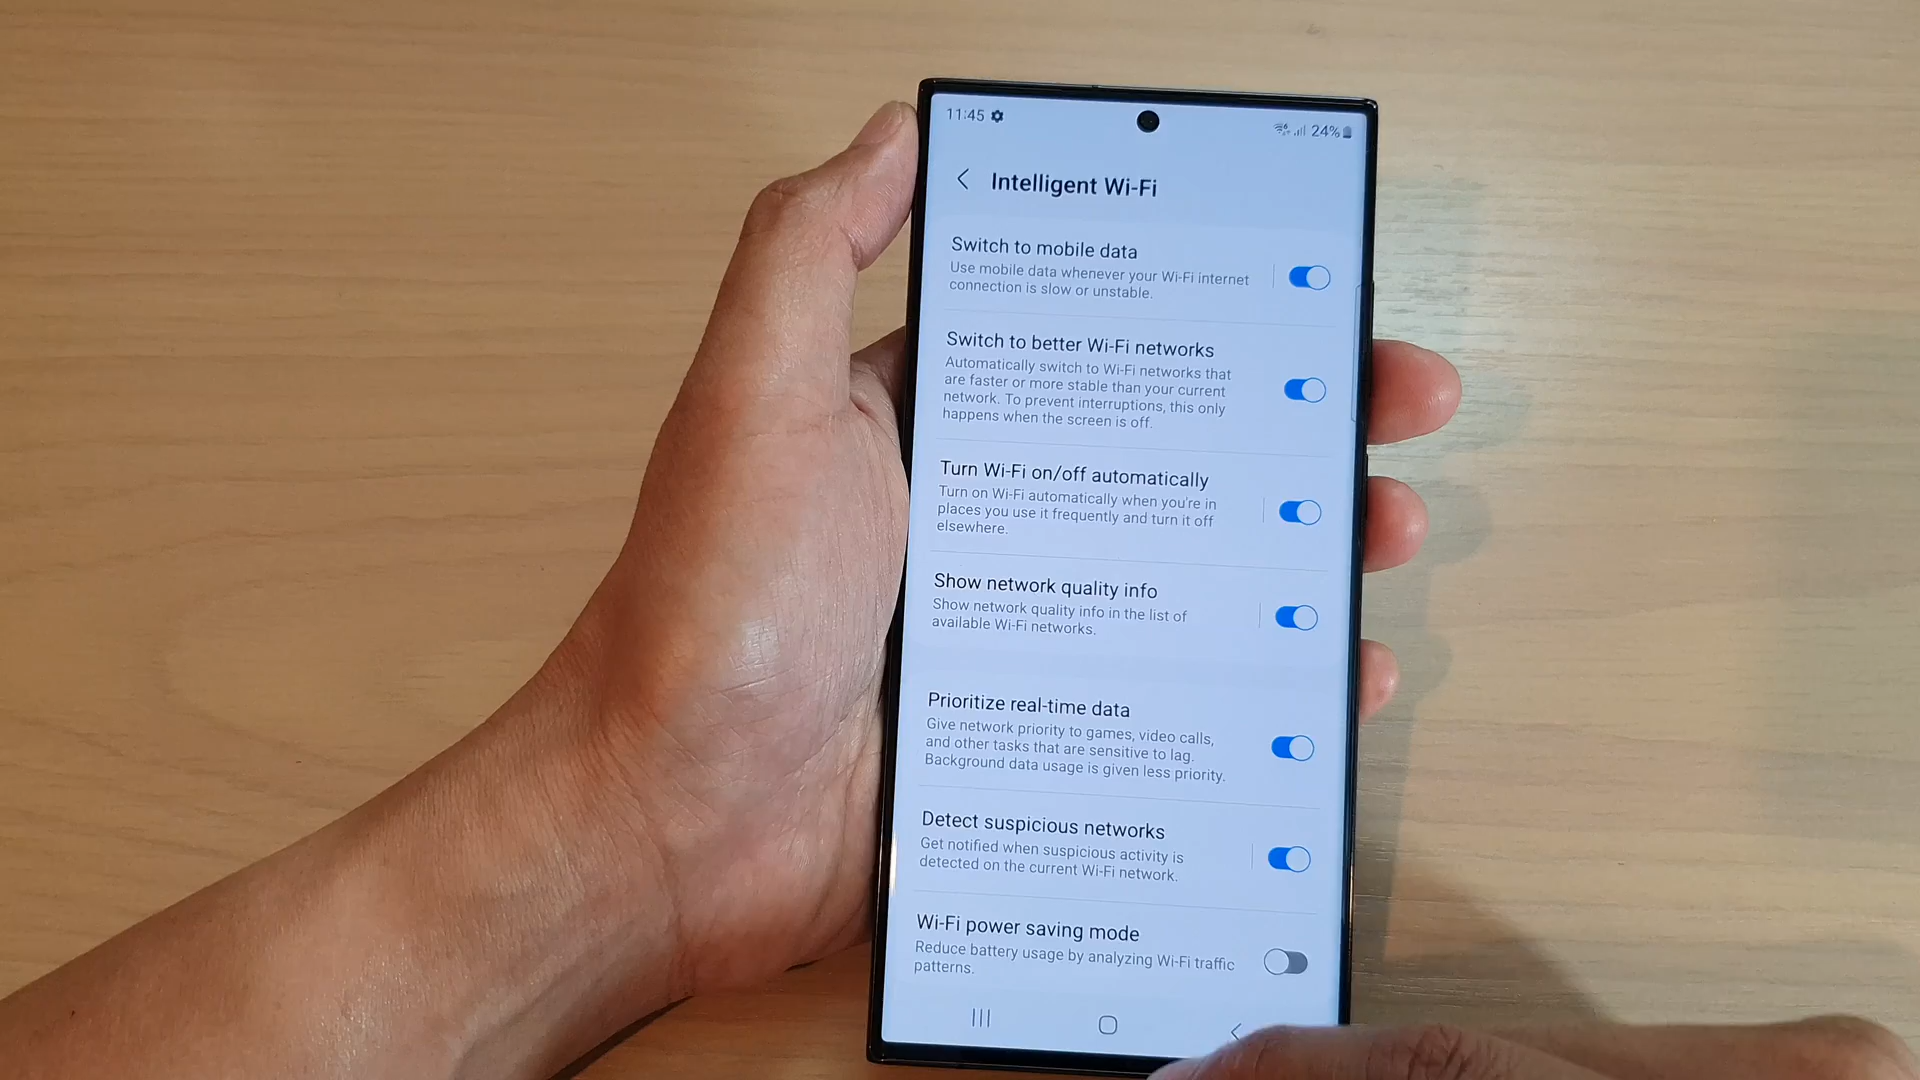 11:45
24%
Intelligent Wi-Fi
Switch to mobile data
Use mobile data whenever your Wi-Fi internet
connection is slow or unstable.
Switch to better Wi-Fi networks
Automatically switch to Wi-Fi networks that
are faster or more stable than your current
network. To prevent interruptions, this only
happens when the screen is off.
Turn Wi-Fi on/off automatically
Turn on Wi-Fi automatically when you're in
places you use it frequently and turn it off
elsewhere.
Show network quality info
Show network quality info in the list of
available Wi-Fi networks.
Prioritize real-time data
Give network priority to games, video calls,
and other tasks that are sensitive to lag.
Background data usage is given less priority.
Detect suspicious networks
Get notified when suspicious activity is
detected on the current Wi-Fi network.
Wi-Fi power saving mode
Reduce battery usage by analyzing Wi-Fi traffic
patterns.